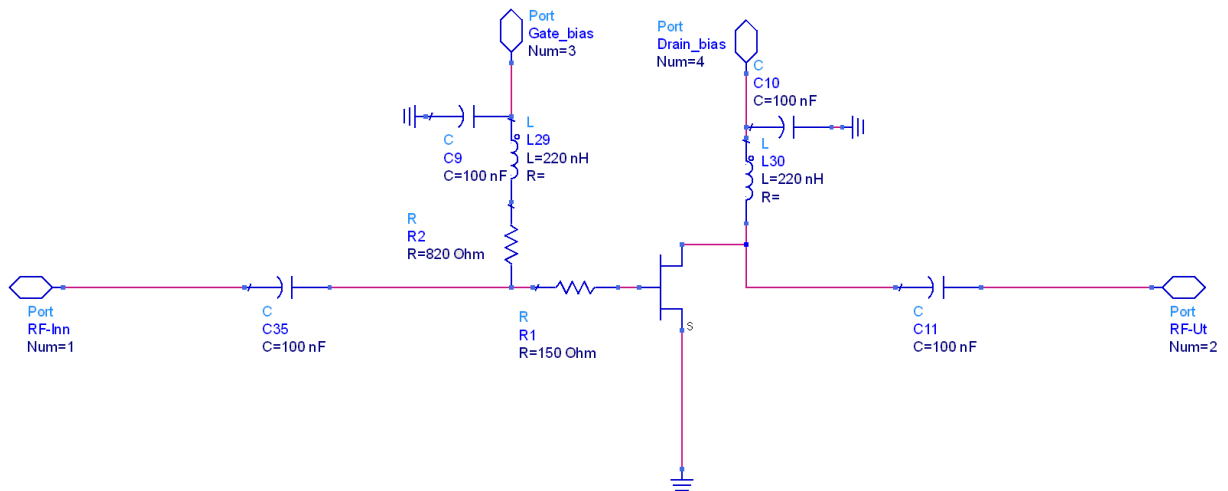 Port
Gate_bias
Num=3
Port
Drain_bias
Num=4
C
C10
C=100 nF
C
C9
C=100 nF
L
L29
L=220 nH
R=
L
L30
L=220 nH
R=
R
R2
R=820 Ohm
Port
RF-Inn
Num=1
C
C35
C=100 nF
R
R1
R=150 Ohm
S
C
C11
C=100 nF
Port
RF-Ut
Num=2